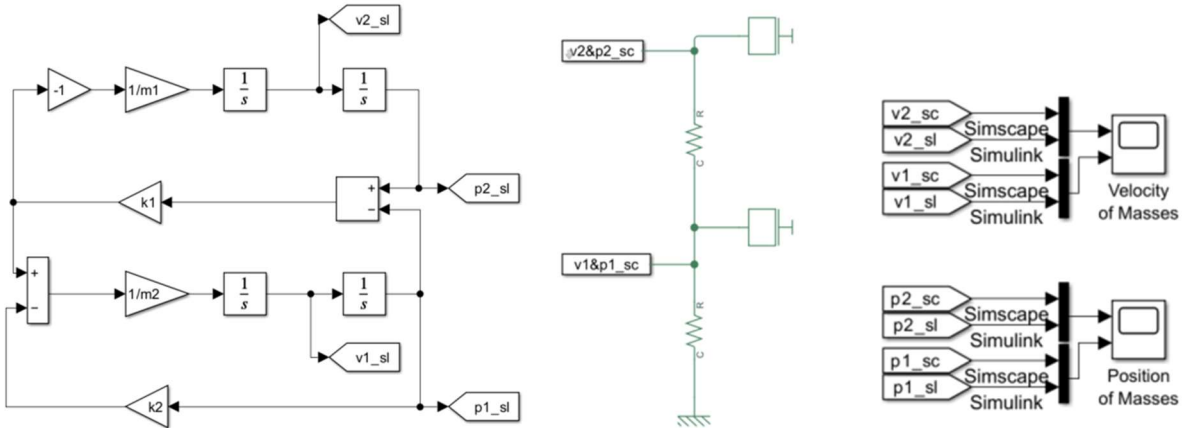 v2_sl
-1
1/m1
1
s
1
s
k1
+
−
p2_sl
+
−
1/m2
1
s
1
s
v1_sl
k2
p1_sl
v2&p2_sc
R
C
v1&p1_sc
R
C
v2_sc
Simscape
v2_sl
Simulink
v1_sc
Simscape
v1_sl
Simulink
Velocity
of Masses
p2_sc
Simscape
p2_sl
Simulink
p1_sc
Simscape
p1_sl
Simulink
Position
of Masses